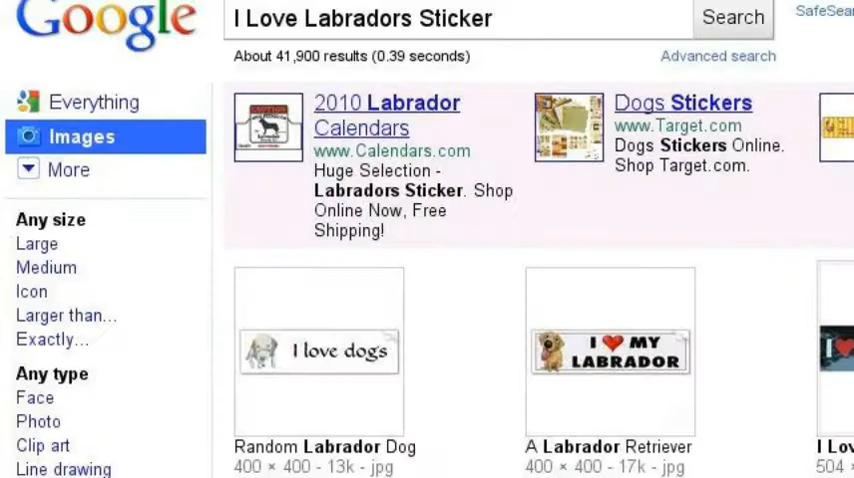 Google
I Love Labradors Sticker
Search
About 41,900 results (0.39 seconds)
Advanced search
Everything
Images
More
Any size
Large
Medium
Icon
Larger than...
Exactly...
Any type
Face
Photo
Clip art
Line drawing
2010 Labrador
Calendars
www.Calendars.com
Huge Selection -
Labradors Sticker. Shop
Online Now, Free
Shipping!
Dogs Stickers
www.Target.com
Dogs Stickers Online.
Shop Target.com.
I love dogs
Random Labrador Dog
400 × 400 - 13k - jpg
I ❤ MY
LABRADOR
A Labrador Retriever
400 × 400 - 17k - jpg
I
504 ×